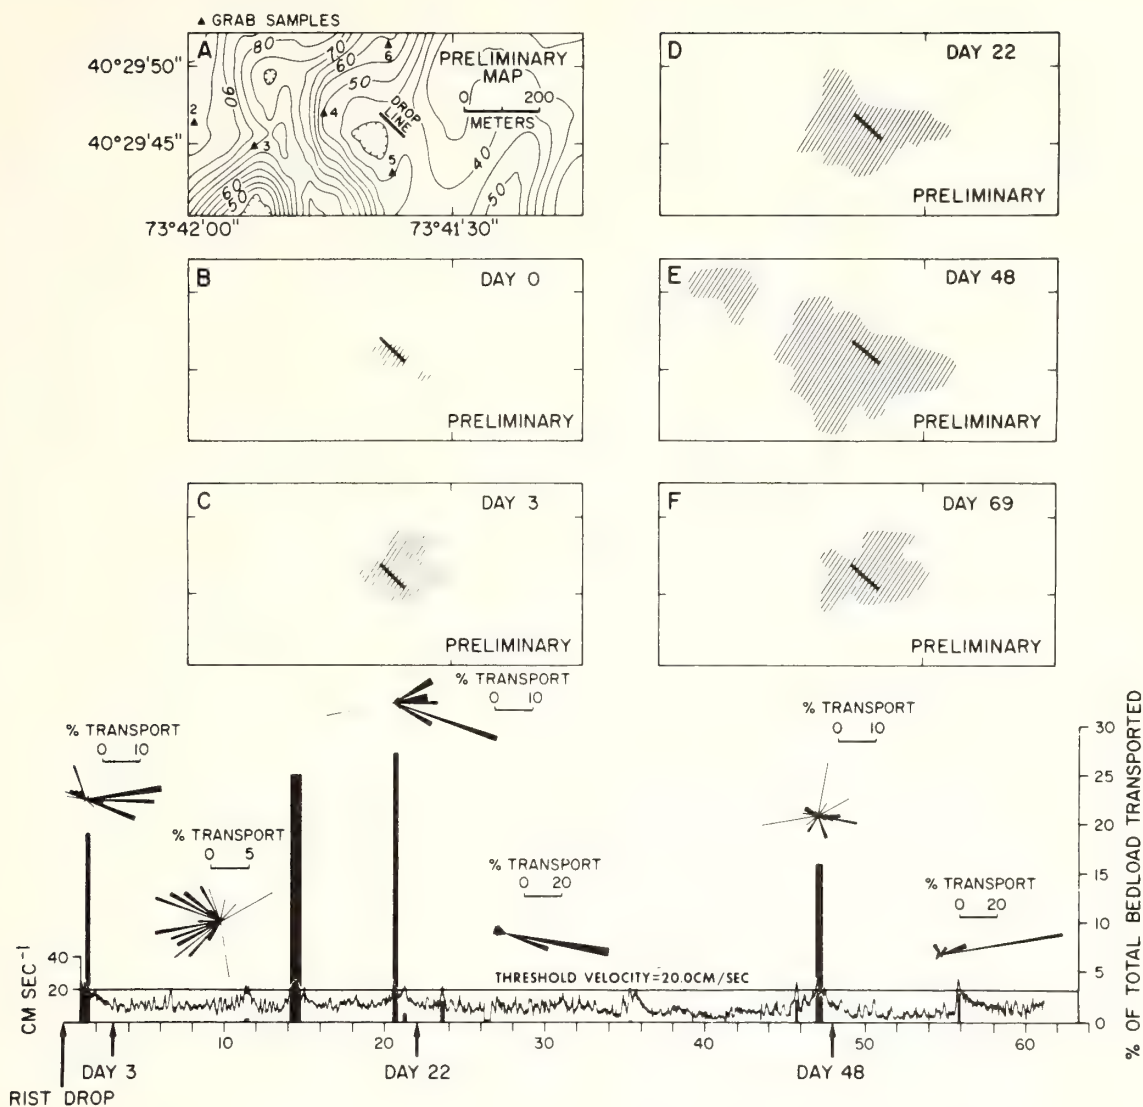 ▲ GRAB SAMPLES
A
PRELIMINARY
MAP
0 200
METERS
DROP
LINE
80
70
60
50
90
40
60
50
50
2
3
4
5
6
40°29'50"
40°29'45"
73°42'00"
73°41'30"
D
DAY 22
PRELIMINARY
B
DAY 0
PRELIMINARY
E
DAY 48
PRELIMINARY
C
DAY 3
PRELIMINARY
F
DAY 69
PRELIMINARY
% TRANSPORT
0 10
% TRANSPORT
0 5
% TRANSPORT
0 10
% TRANSPORT
0 20
% TRANSPORT
0 10
% TRANSPORT
0 20
THRESHOLD VELOCITY=20.0CM/SEC
CM SEC⁻¹
40
20
% OF TOTAL BEDLOAD TRANSPORTED
30
25
20
15
10
5
0
10 20 30 40 50 60
DAY 3
DAY 22
DAY 48
RIST DROP